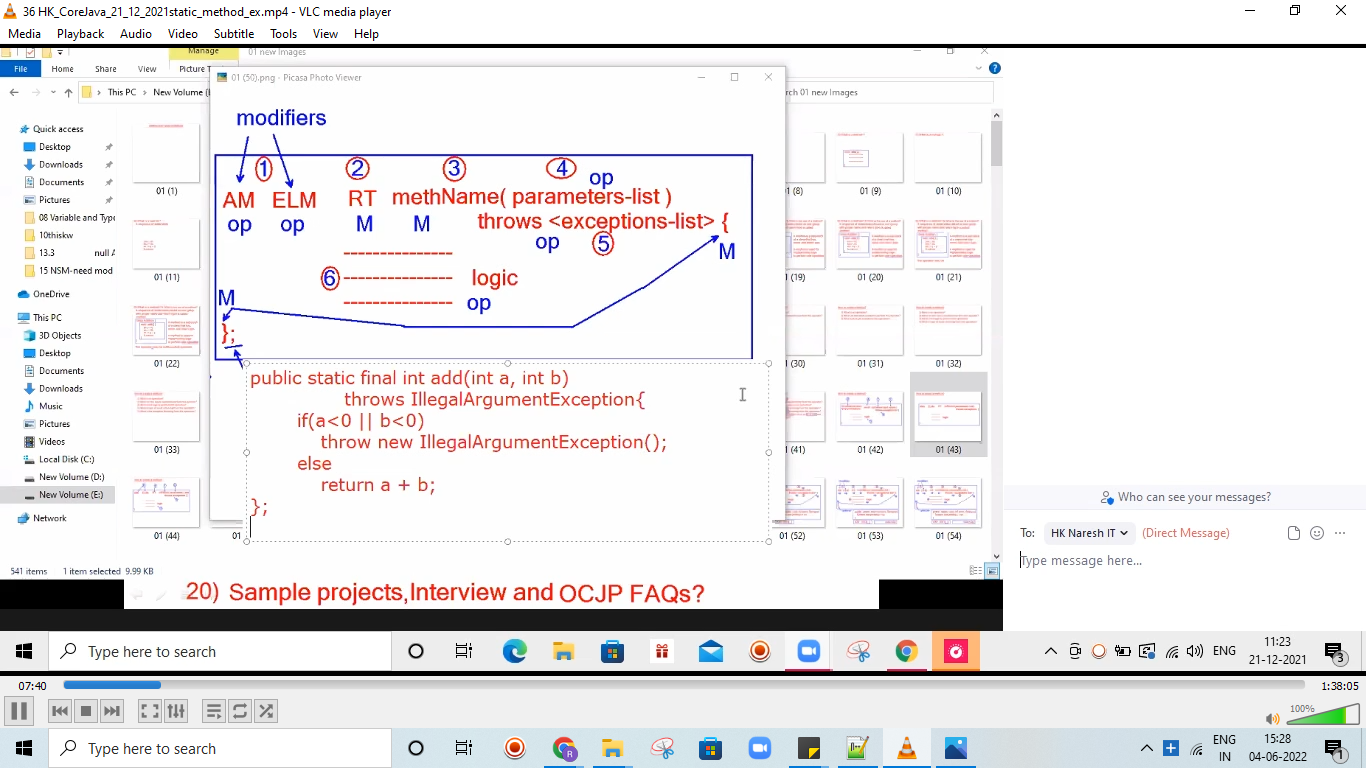 36 HK_CoreJava_21_12_2021static_method_ex.mp4 - VLC media player
Media Playback Audio Video Subtitle Tools View Help
Manage 01 new Images
File Home Share View Picture T
This PC > New Volume ( rch 01 new Images
01 (50).png - Picasa Photo Viewer
Quick access
Desktop
Downloads
Documents
Pictures
08 Variable and Type
10thiskw
13.3 null A
15 NSM-need mod
OneDrive
This PC
3D Objects
Desktop
Documents
Downloads
Music
Pictures
Videos
Local Disk (C:)
New Volume (D:)
New Volume (E:)
Network
01 (1)
01 (11)
01 (22)
01 (33)
01 (44)
01
modifiers
1 2 3 4 op
AM ELM RT methName( parameters-list )
op op M M throws <exceptions-list> {
op 5 M
6 logic
M op
};
public static final int add(int a, int b)
throws IllegalArgumentException{
if(a<0 || b<0)
throw new IllegalArgumentException();
else
return a + b;
};
(8) 01 (9) 01 (10)
(19) 01 (20) 01 (21)
(30) 01 (31) 01 (32)
(41) 01 (42) 01 (43)
(52) 01 (53) 01 (54)
541 items 1 item selected 9.99 KB
20) Sample projects,Interview and OCJP FAQs?
Who can see your messages?
To: HK Naresh IT (Direct Message)
Type message here...
Type here to search
ENG
11:23
21-12-2021
3
07:40 1:38:05
100%
Type here to search
ENG
IN
15:28
04-06-2022
1